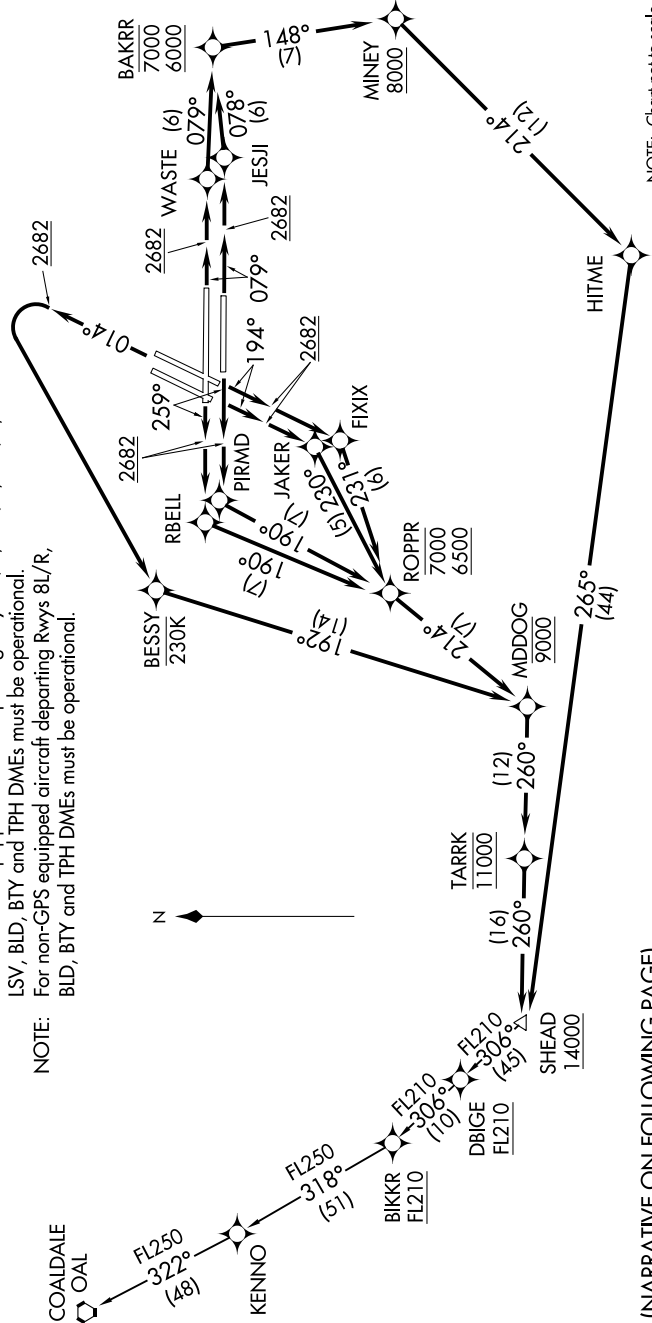 LSV, BLD, BTY and TPH DMEs must be operational.
NOTE: For non-GPS equipped aircraft departing Rwys 8L/R,
BLD, BTY and TPH DMEs must be operational.
N
COALDALE
OAL
FL250
322°
(48)
KENNO
FL250
318°
(51)
BIKKR
FL210
FL210
306°
(10)
DBIGE
FL210
FL210
306°
(45)
SHEAD
14000
(16)
260°
TARRK
11000
(12)
260°
MDDOG
9000
214°
(7)
192°
(14)
BESSY
230K
RBELL
PIRMD
190°
(7)
190°
(7)
ROPPR
7000
6500
JAKER
(5) 230°
231°
(6)
FIXIX
2682
259°
194°
2682
014°
2682
2682
079°
2682
WASTE
JESJI
(6)
079°
078°
(6)
BAKRR
7000
6000
148°
(7)
MINEY
8000
214°
(12)
HITME
265°
(44)
NOTE: Chart not to scale.
(NARRATIVE ON FOLLOWING PAGE)